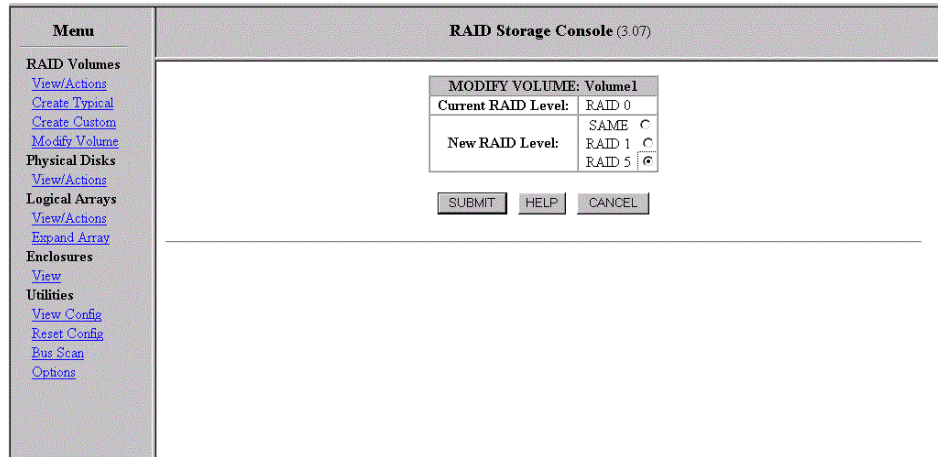 Menu
RAID Volumes
View/Actions
Create Typical
Create Custom
Modify Volume
Physical Disks
View/Actions
Logical Arrays
View/Actions
Expand Array
Enclosures
View
Utilities
View Config
Reset Config
Bus Scan
Options
RAID Storage Console (3.07)
MODIFY VOLUME: Volume1
Current RAID Level: RAID 0
New RAID Level:
SAME
RAID 1
RAID 5
SUBMIT HELP CANCEL